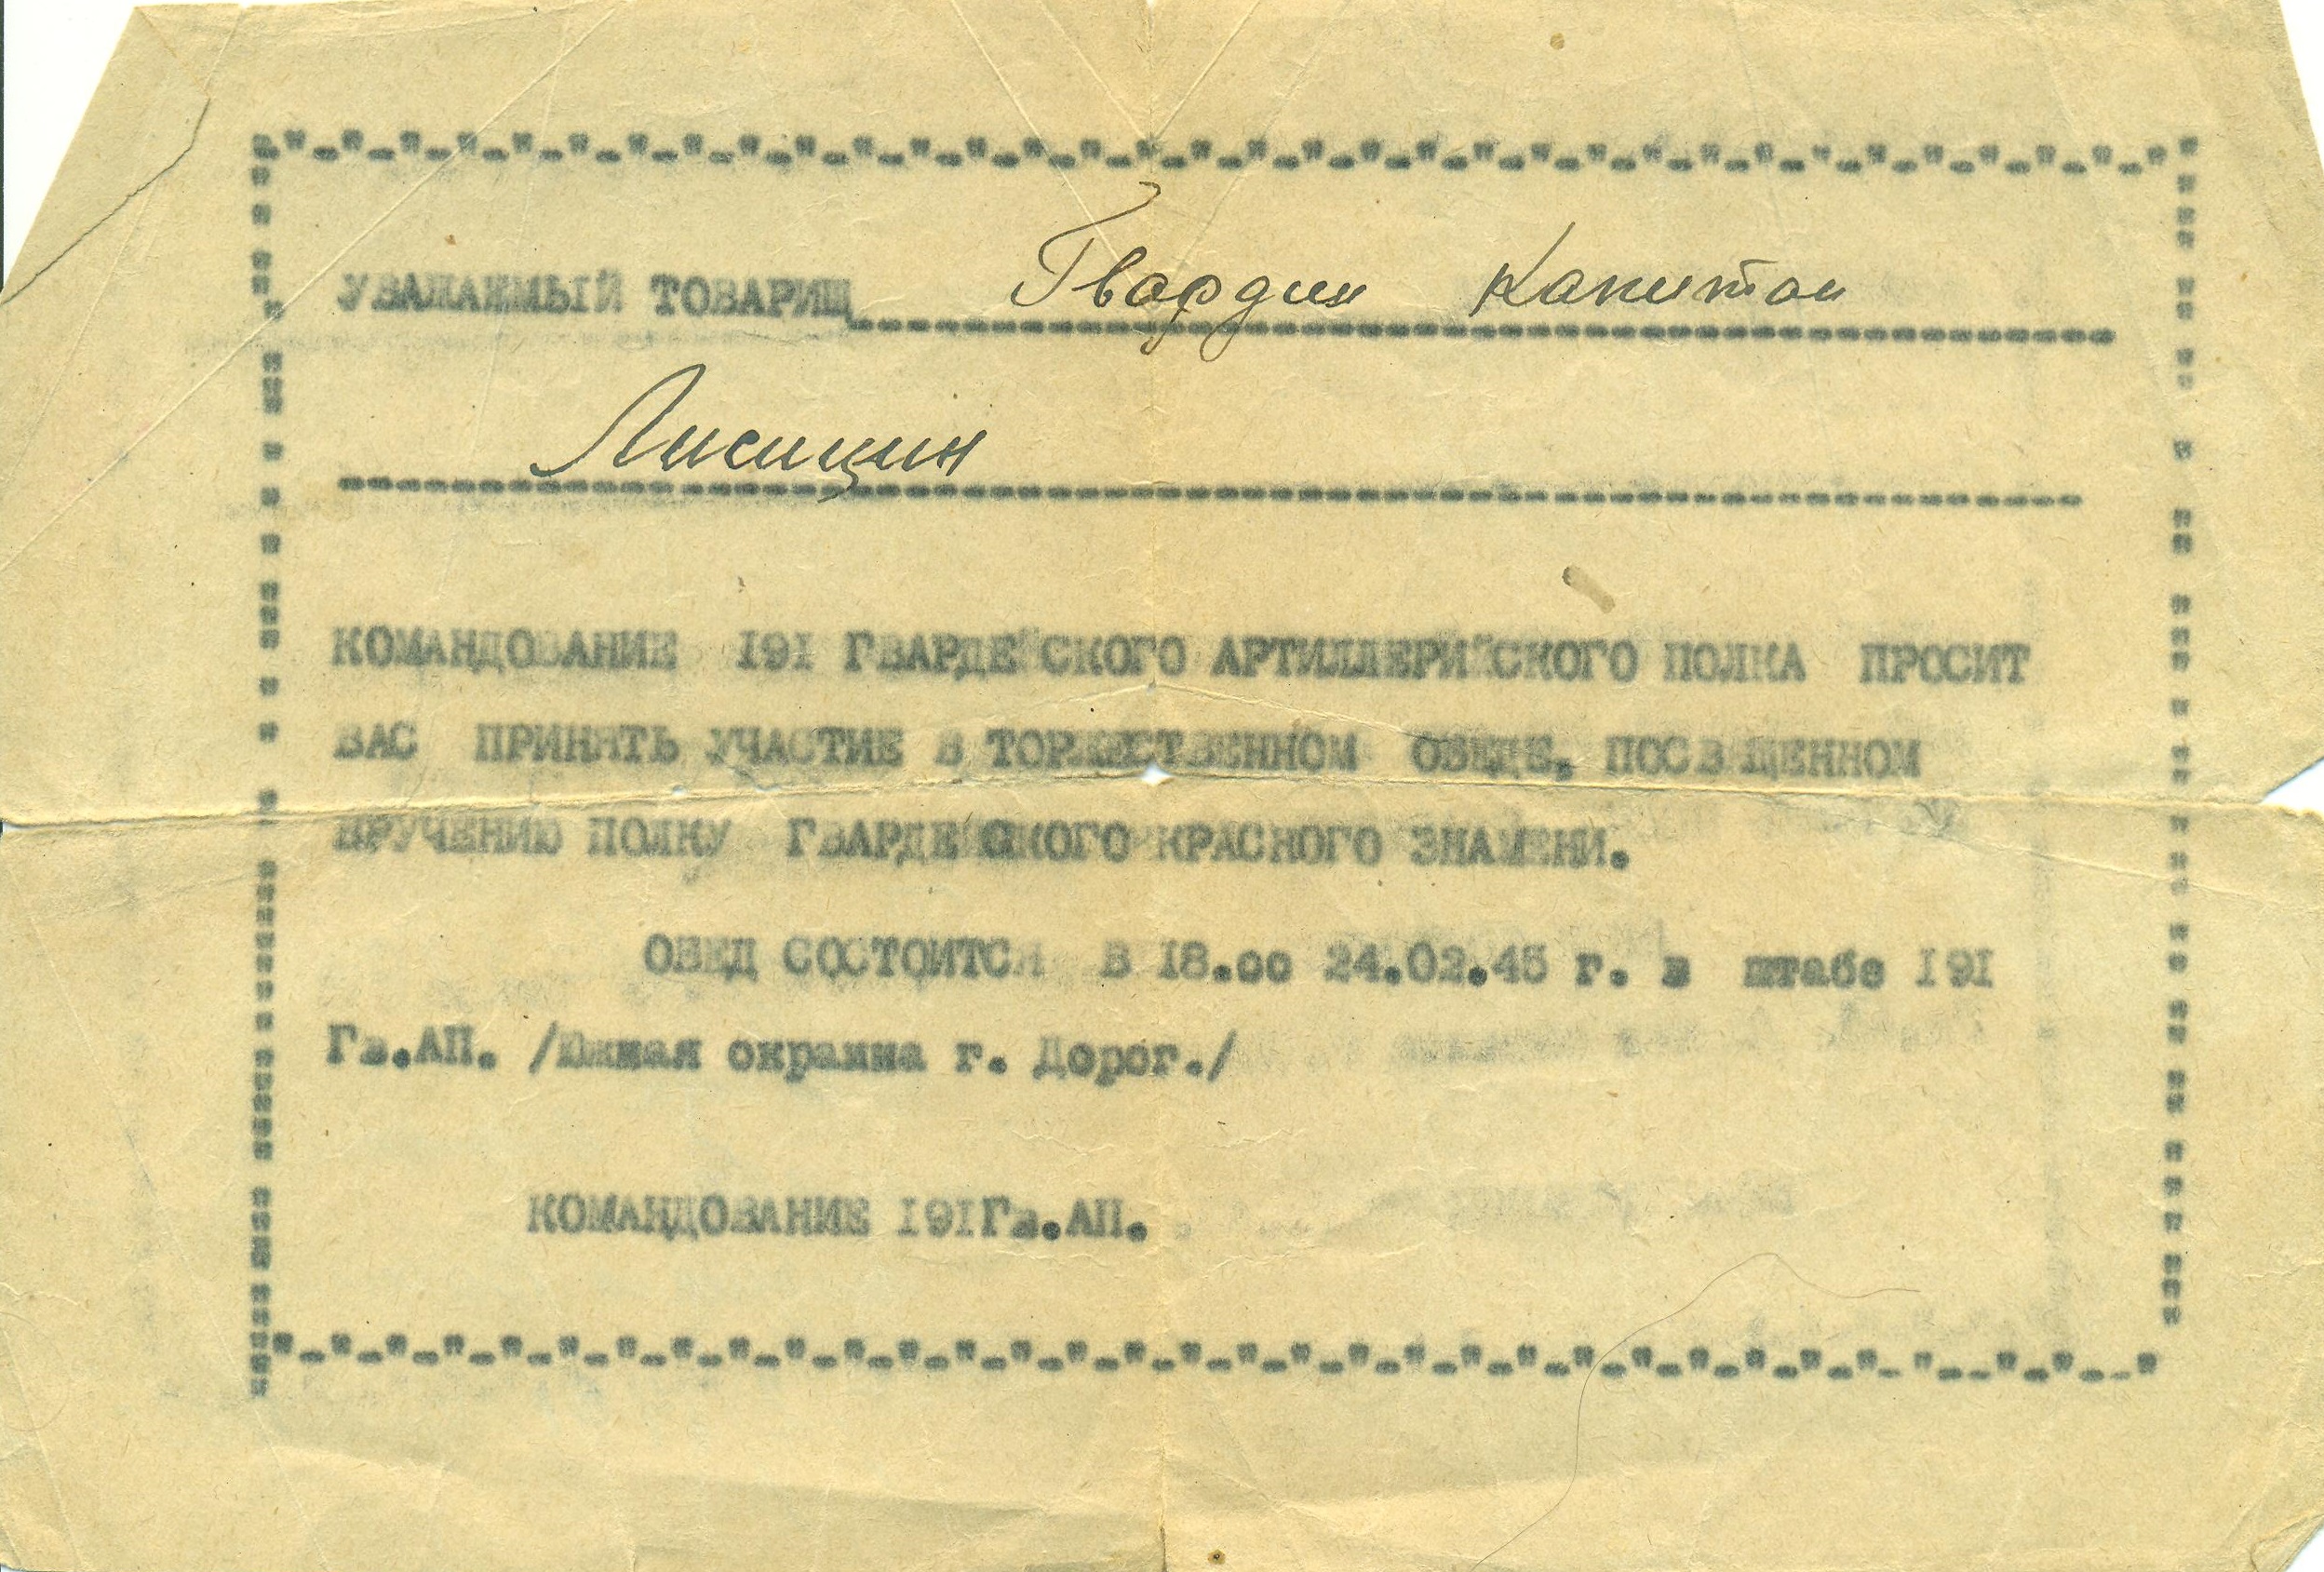 УВАЖАЕМЫЙ ТОВАРИЩ Гвардии Капитан
Лисицин
КОМАНДОВАНИЕ 191 ГВАРДЕЙСКОГО АРТИЛЛЕРИЙСКОГО ПОЛКА ПРОСИТ
ВАС ПРИНЯТЬ УЧАСТИЕ В ТОРЖЕСТВЕННОМ ОБЕДЕ, ПОСВЯЩЕННОМ
ВРУЧЕНИЮ ПОЛКУ ГВАРДЕЙСКОГО КРАСНОГО ЗНАМЕНИ.
ОБЕД СОСТОИТСЯ В 18.00 24.02.45 г. в штабе 191
Гв.АП. /Южная окраина г. Дорог./
КОМАНДОВАНИЕ 191Гв.АП.